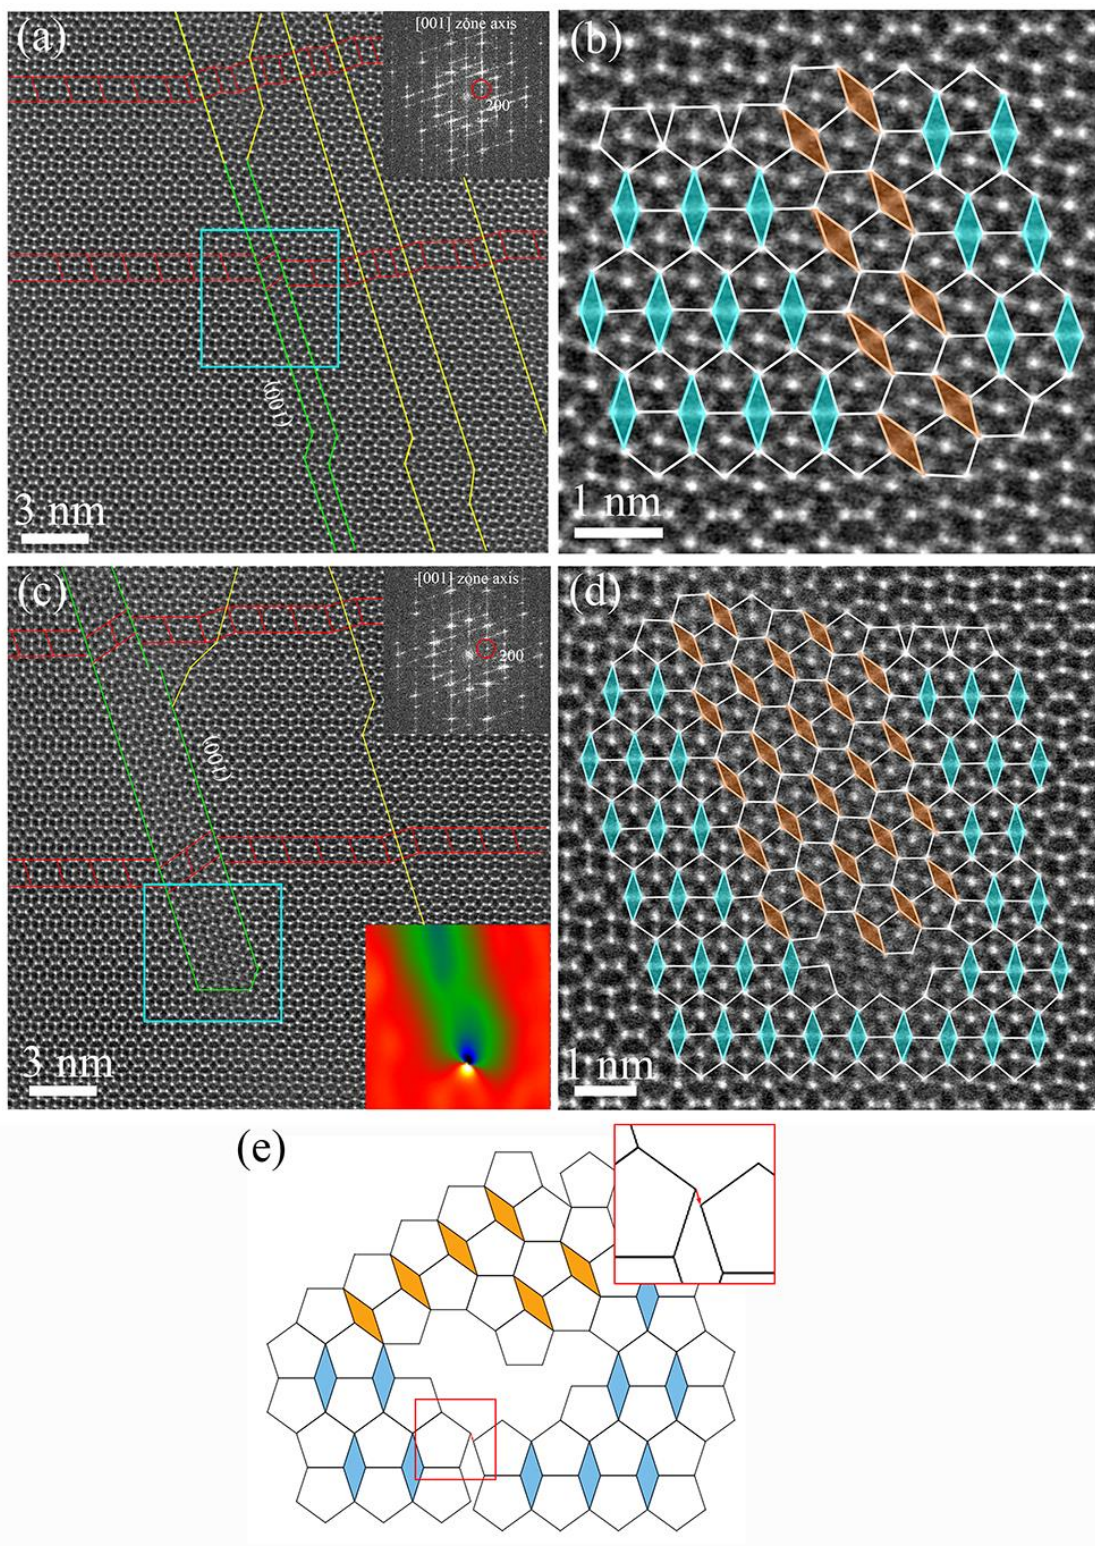 (a)
[001] zone axis
200
(001)
3 nm
(b)
1 nm
(c)
[001] zone axis
200
(001)
3 nm
(d)
1 nm
(e)